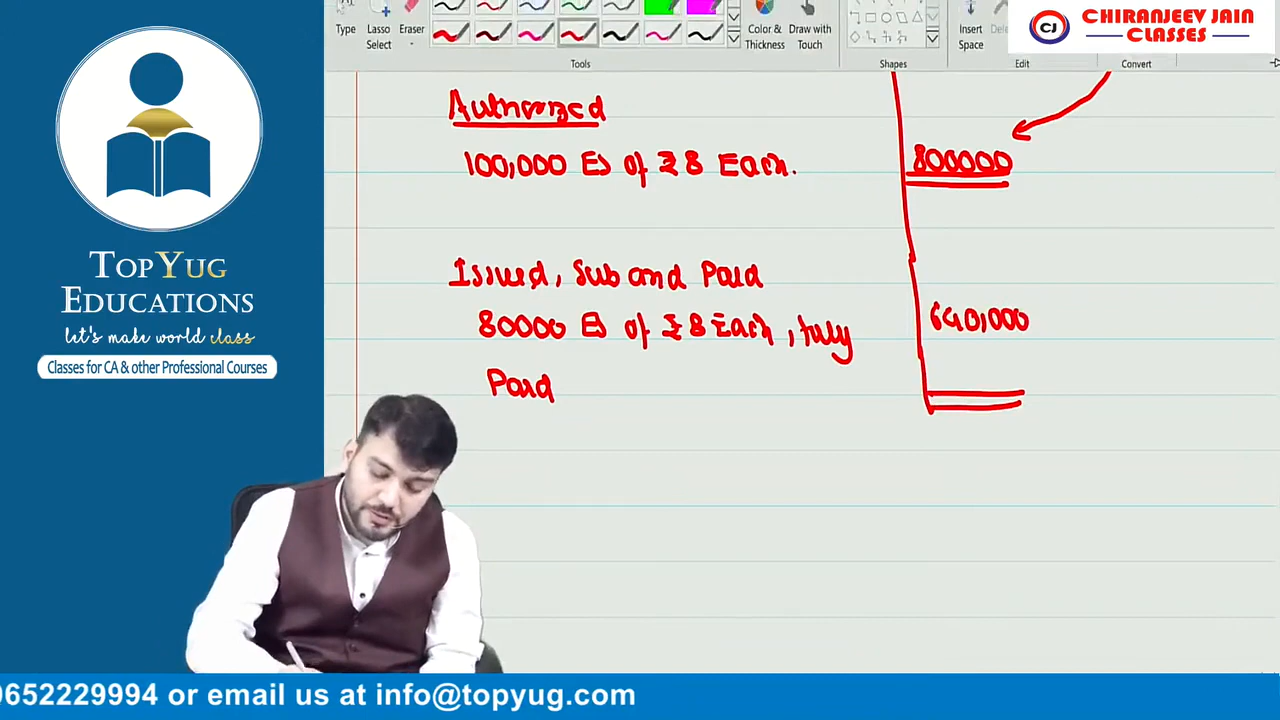 Type
Lasso
Select
Eraser
Color &
Thickness
Draw with
Touch
Insert
Space
Tools
Shapes
Edit
Convert
CJ
CHIRANJEEV JAIN
CLASSES
TOPYUG
EDUCATIONS
let's make world class
Classes for CA & other Professional Courses
Authorized
100,000 ES of ₹8 Each.
800000
Issued, Sub and Paid
80000 ES of ₹8 Each, fully
640,000
Paid
9652229994 or email us at info@topyug.com